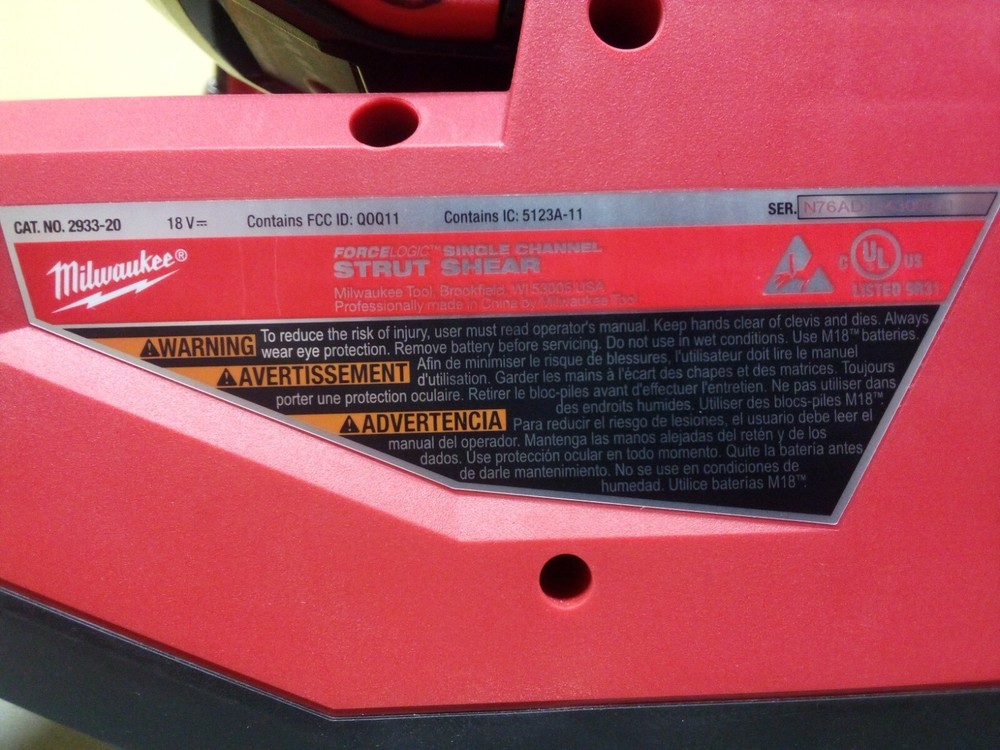 CAT. NO. 2933-20 18 V⎓ Contains FCC ID: QOQ11 Contains IC: 5123A-11 SER. N76AD
Milwaukee®
FORCELOGIC™ SINGLE CHANNEL
STRUT SHEAR
Milwaukee Tool, Brookfield, WI 53005 USA
Professionally made in China by Milwaukee Tool
C UL US
LISTED 9R31
⚠WARNING To reduce the risk of injury, user must read operator's manual. Keep hands clear of clevis and dies. Always
wear eye protection. Remove battery before servicing. Do not use in wet conditions. Use M18™ batteries.
⚠AVERTISSEMENT Afin de minimiser le risque de blessures, l'utilisateur doit lire le manuel
d'utilisation. Garder les mains à l'écart des chapes et des matrices. Toujours
porter une protection oculaire. Retirer le bloc-piles avant d'effectuer l'entretien. Ne pas utiliser dans
des endroits humides. Utiliser des blocs-piles M18™.
⚠ADVERTENCIA Para reducir el riesgo de lesiones, el usuario debe leer el
manual del operador. Mantenga las manos alejadas del retén y de los
dados. Use protección ocular en todo momento. Quite la batería antes
de darle mantenimiento. No se use en condiciones de
humedad. Utilice baterías M18™.